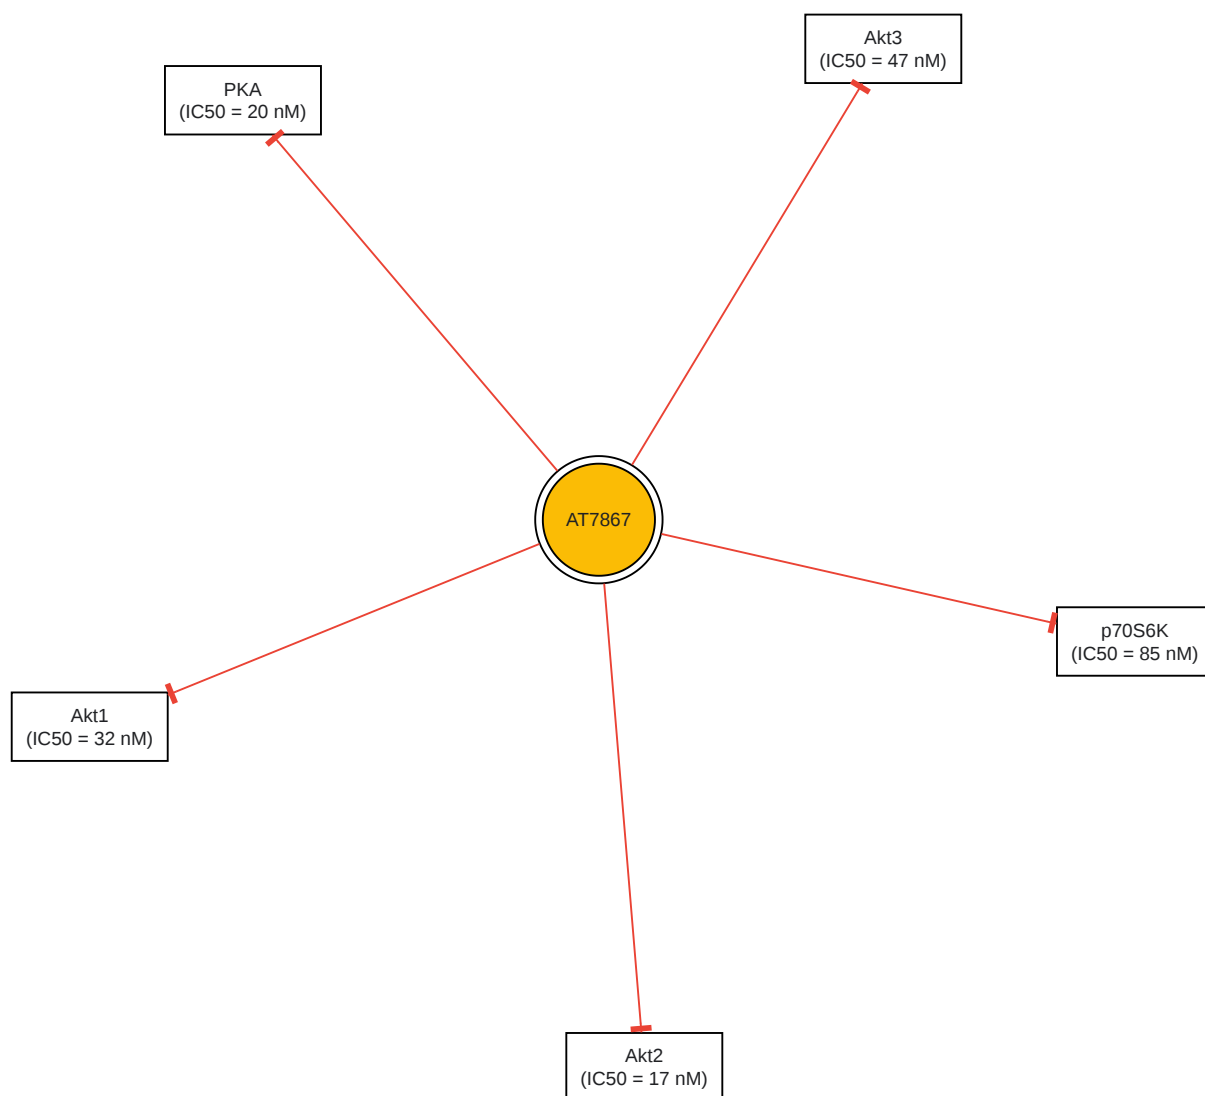 Akt3
(IC50 = 47 nM)
PKA
(IC50 = 20 nM)
AT7867
p70S6K
(IC50 = 85 nM)
Akt1
(IC50 = 32 nM)
Akt2
(IC50 = 17 nM)